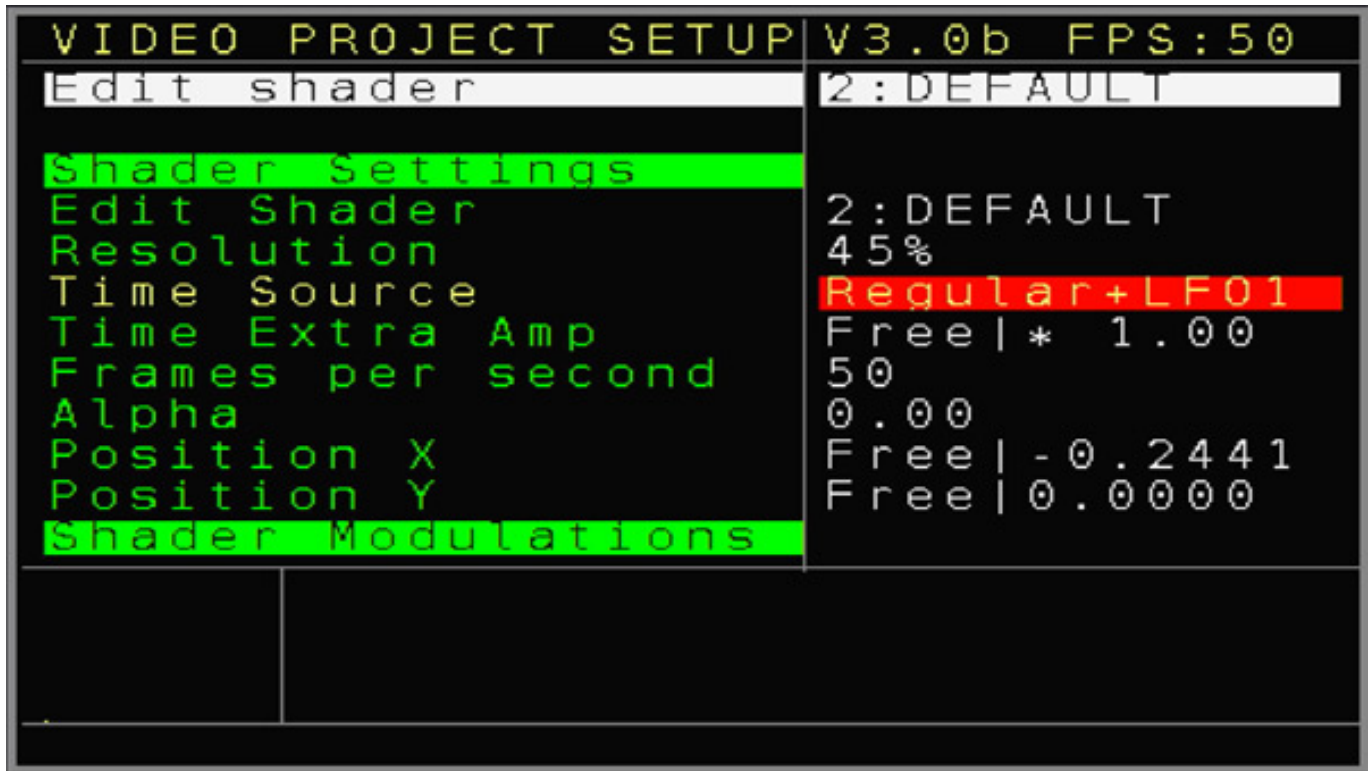 VIDEO PROJECT SETUP V3.0b FPS:50
Edit shader 2:DEFAULT
Shader Settings
Edit Shader 2:DEFAULT
Resolution 45%
Time Source Regular+LFO1
Time Extra Amp Free|* 1.00
Frames per second 50
Alpha 0.00
Position X Free|-0.2441
Position Y Free|0.0000
Shader Modulations